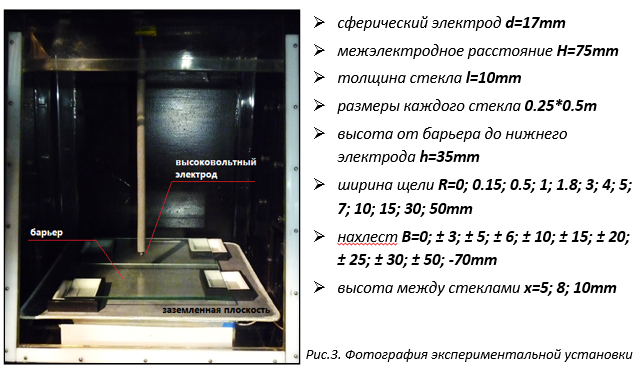 высоковольтный
электрод
барьер
заземленная плоскость
➢ сферический электрод d=17mm
➢ межэлектродное расстояние H=75mm
➢ толщина стекла l=10mm
➢ размеры каждого стекла 0.25*0.5m
➢ высота от барьера до нижнего
электрода h=35mm
➢ ширина щели R=0; 0.15; 0.5; 1; 1.8; 3; 4; 5;
7; 10; 15; 30; 50mm
➢ нахлест B=0; ± 3; ± 5; ± 6; ± 10; ± 15; ± 20;
± 25; ± 30; ± 50; -70mm
➢ высота между стеклами x=5; 8; 10mm
Рис.3. Фотография экспериментальной установки